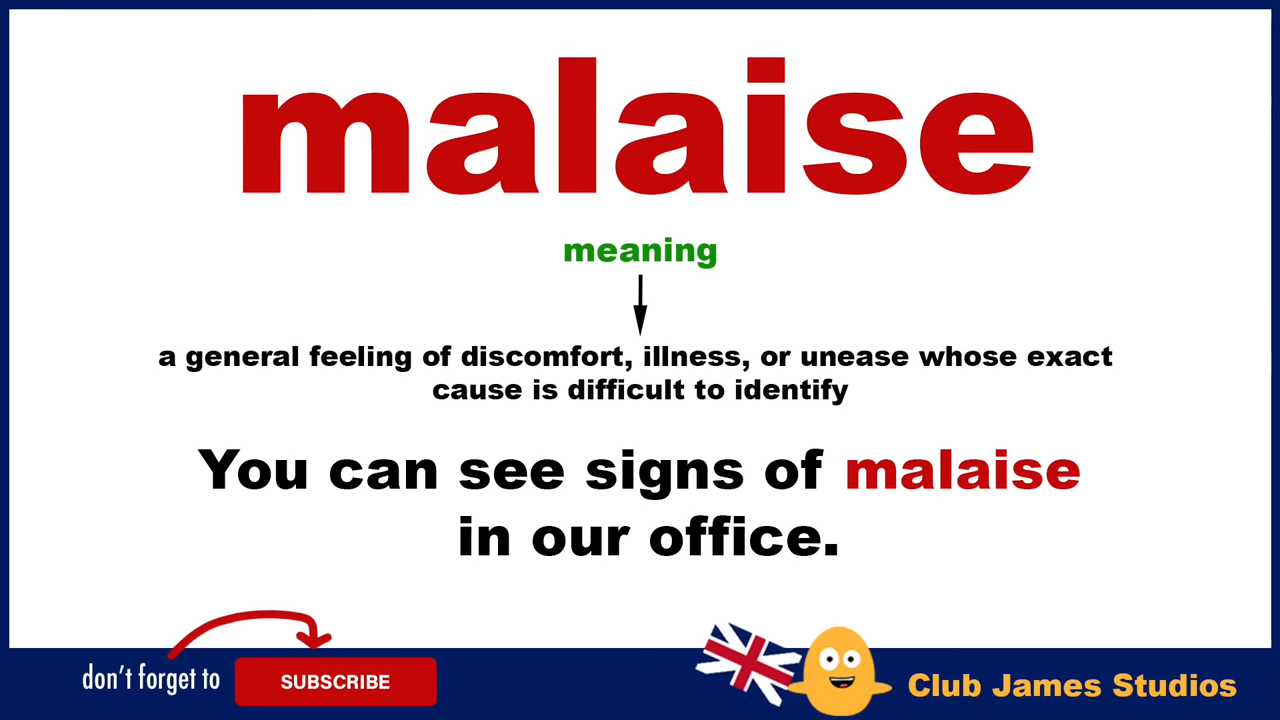 malaise
meaning
a general feeling of discomfort, illness, or unease whose exact
cause is difficult to identify
You can see signs of malaise
in our office.
don't forget to
SUBSCRIBE
Club James Studios